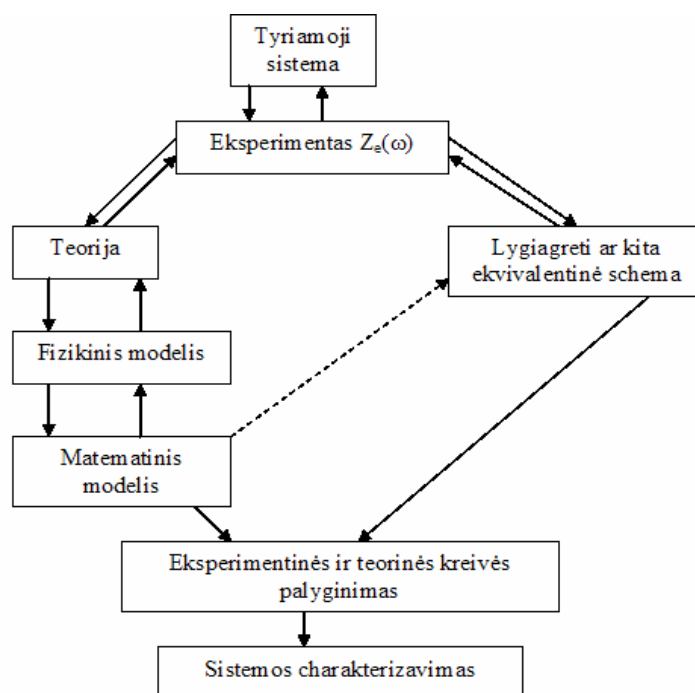 Tyriamoji
sistema
Eksperimentas Zₑ(ω)
Teorija
Lygiagreti ar kita
ekvivalentinė schema
Fizikinis modelis
Matematinis
modelis
Eksperimentinės ir teorinės kreivės
palyginimas
Sistemos charakterizavimas